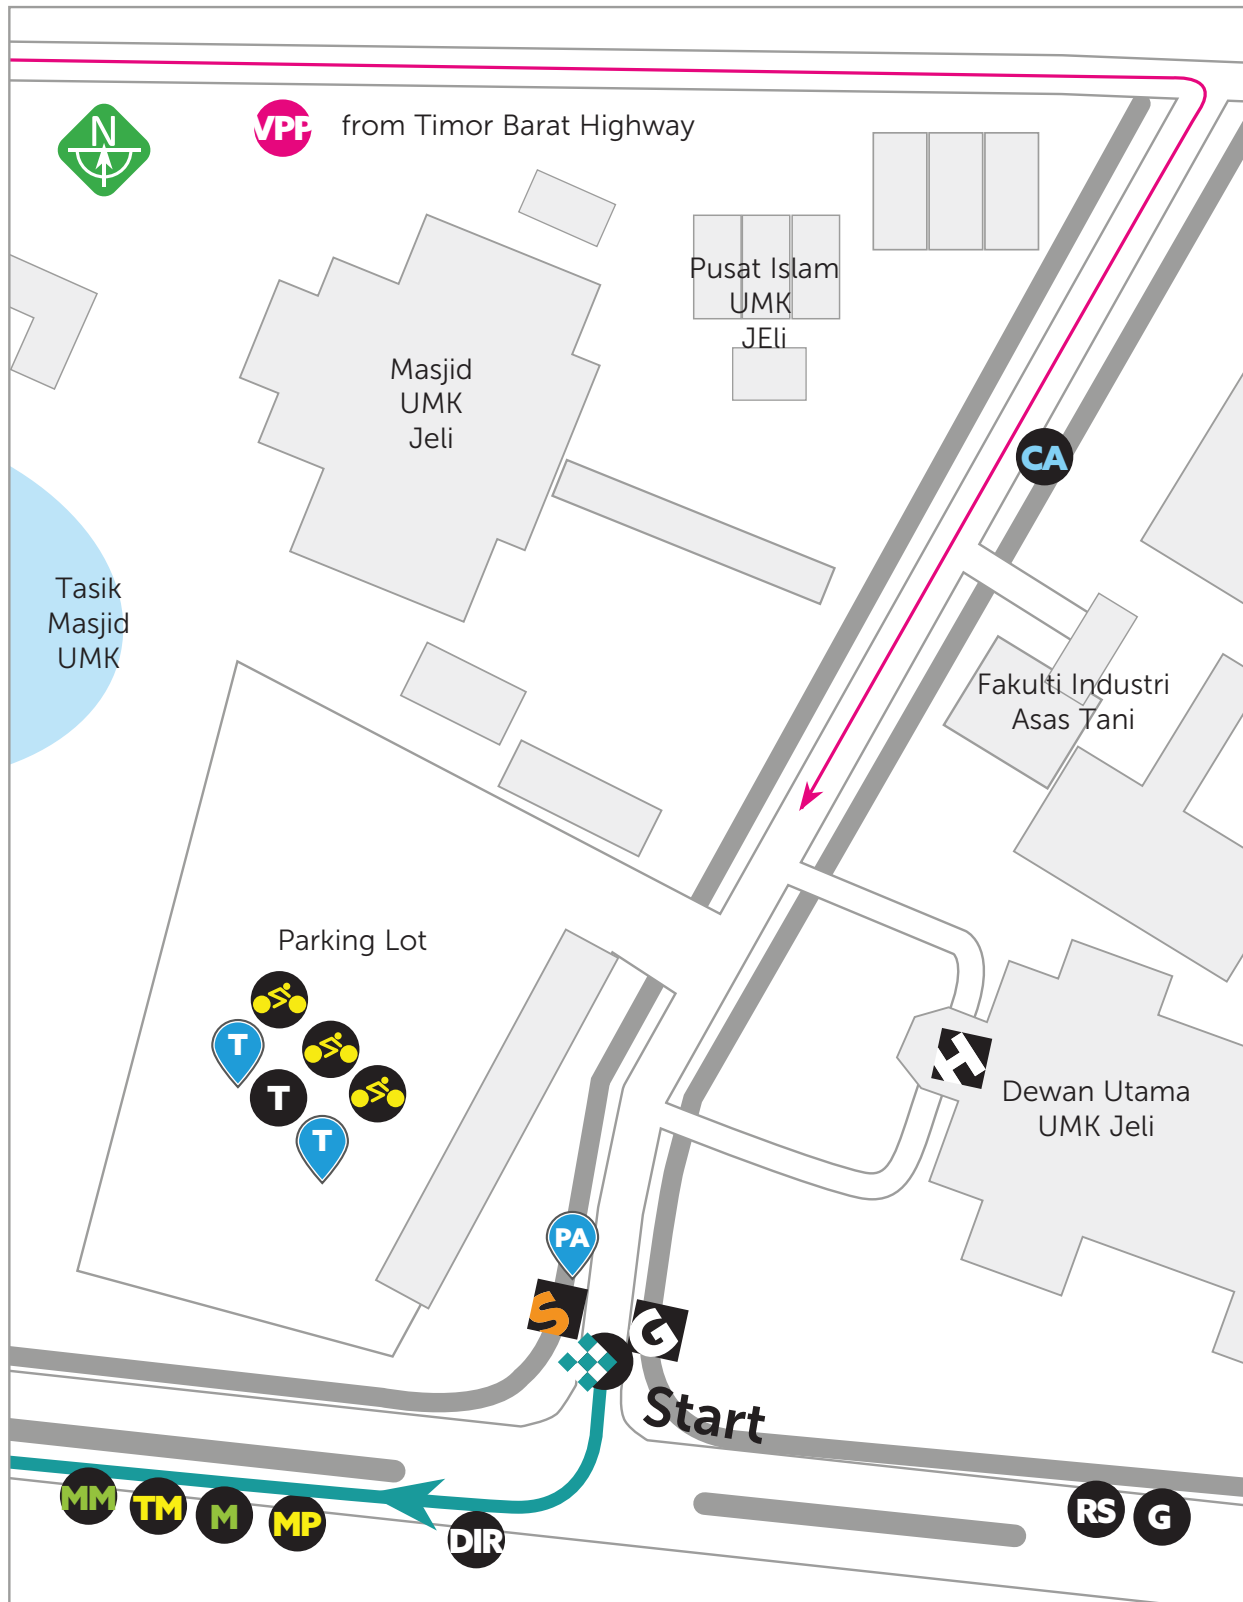 N
VPP
from Timor Barat Highway
Pusat Islam
UMK
JEli
Masjid
UMK
Jeli
CA
Tasik
Masjid
UMK
Fakulti Industri
Asas Tani
Parking Lot
T
T
T
H
Dewan Utama
UMK Jeli
PA
S
G
Start
MM
TM
M
MP
DIR
RS
G